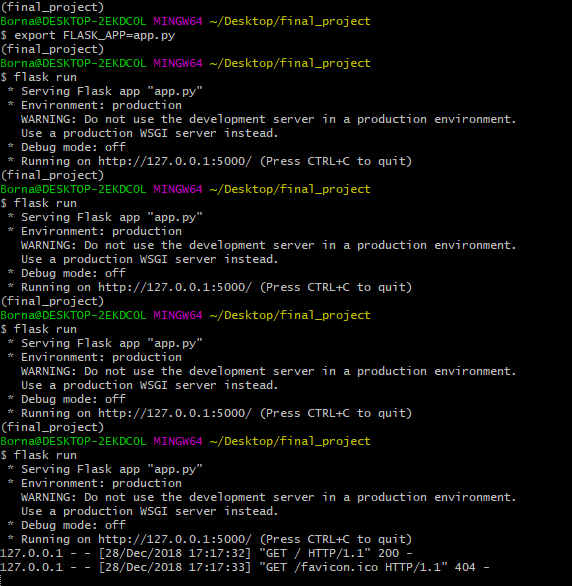 (final_project)
Borna@DESKTOP-2EKDCOL MINGW64 ~/Desktop/final_project
$ export FLASK_APP=app.py
(final_project)
Borna@DESKTOP-2EKDCOL MINGW64 ~/Desktop/final_project
$ flask run
 * Serving Flask app "app.py"
 * Environment: production
   WARNING: Do not use the development server in a production environment.
   Use a production WSGI server instead.
 * Debug mode: off
 * Running on http://127.0.0.1:5000/ (Press CTRL+C to quit)
(final_project)
Borna@DESKTOP-2EKDCOL MINGW64 ~/Desktop/final_project
$ flask run
 * Serving Flask app "app.py"
 * Environment: production
   WARNING: Do not use the development server in a production environment.
   Use a production WSGI server instead.
 * Debug mode: off
 * Running on http://127.0.0.1:5000/ (Press CTRL+C to quit)
(final_project)
Borna@DESKTOP-2EKDCOL MINGW64 ~/Desktop/final_project
$ flask run
 * Serving Flask app "app.py"
 * Environment: production
   WARNING: Do not use the development server in a production environment.
   Use a production WSGI server instead.
 * Debug mode: off
 * Running on http://127.0.0.1:5000/ (Press CTRL+C to quit)
(final_project)
Borna@DESKTOP-2EKDCOL MINGW64 ~/Desktop/final_project
$ flask run
 * Serving Flask app "app.py"
 * Environment: production
   WARNING: Do not use the development server in a production environment.
   Use a production WSGI server instead.
 * Debug mode: off
 * Running on http://127.0.0.1:5000/ (Press CTRL+C to quit)
127.0.0.1 - - [28/Dec/2018 17:17:32] "GET / HTTP/1.1" 200 -
127.0.0.1 - - [28/Dec/2018 17:17:33] "GET /favicon.ico HTTP/1.1" 404 -